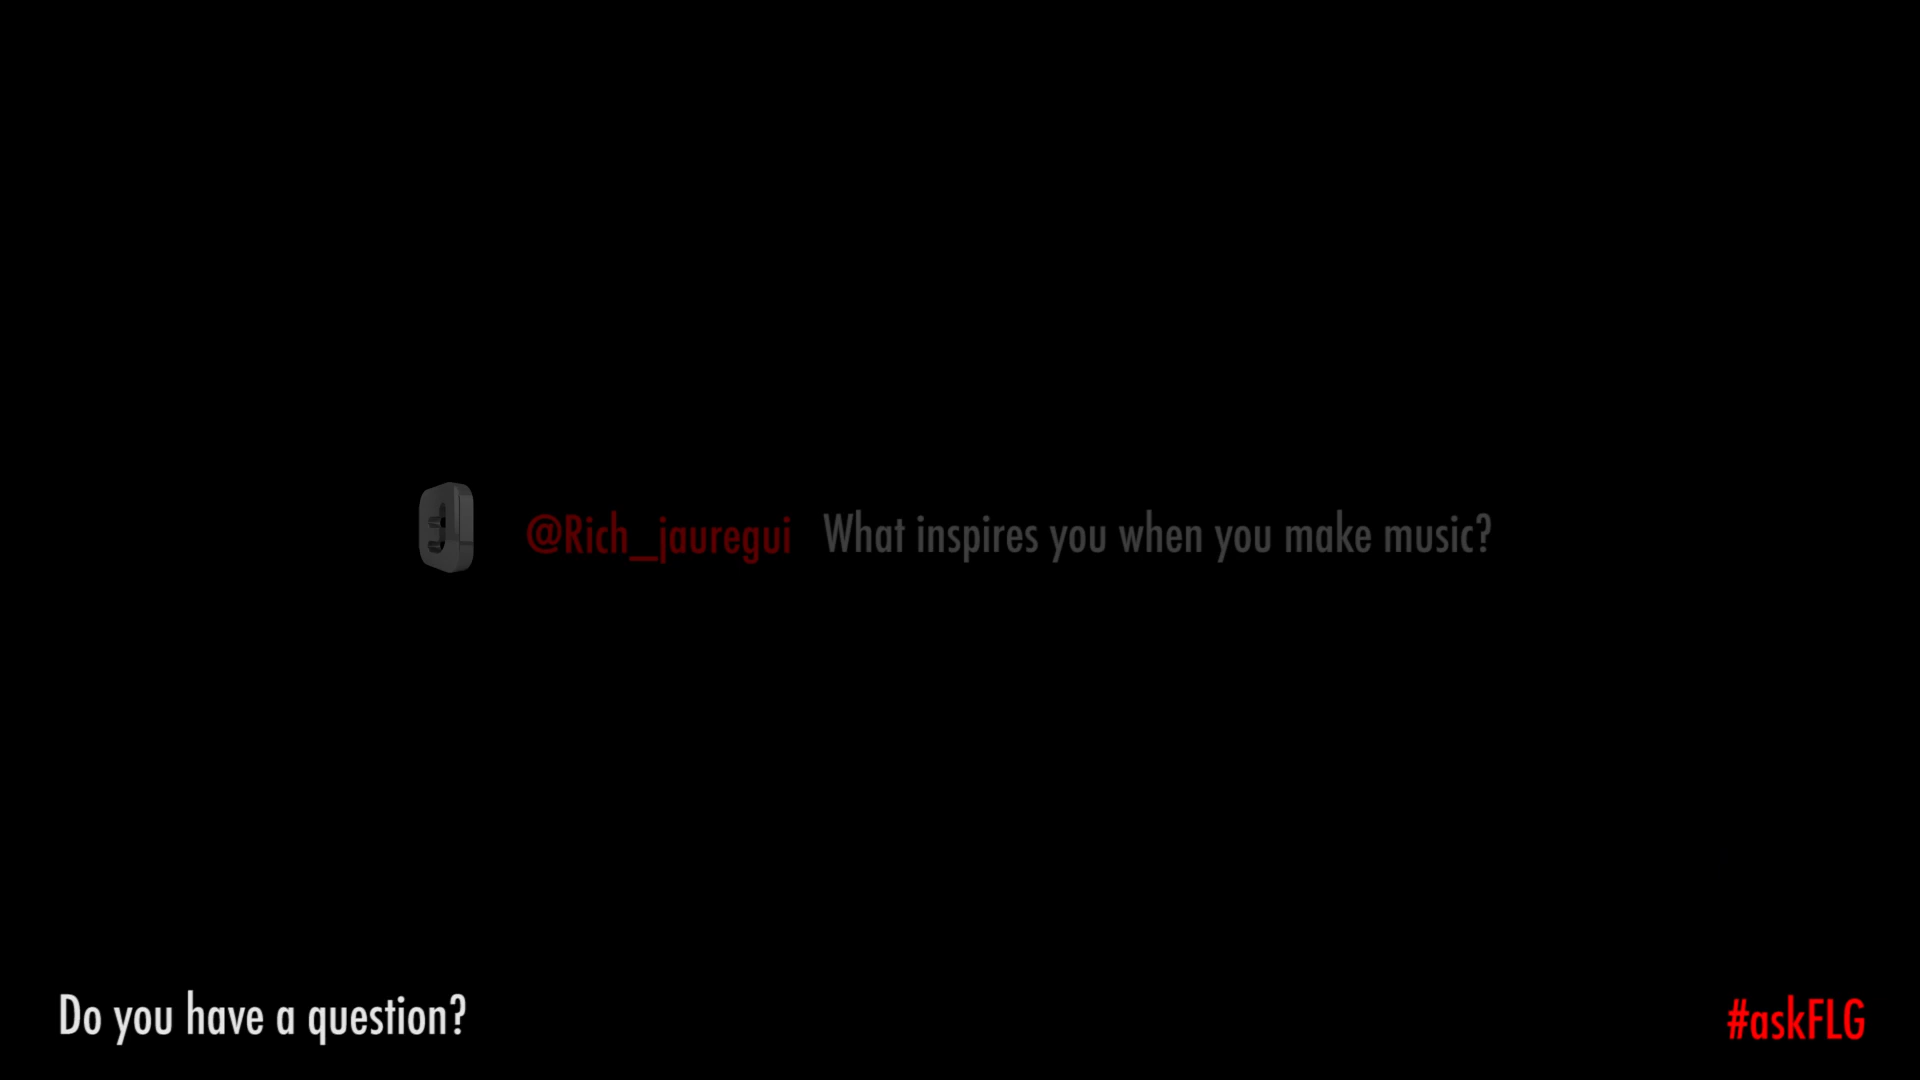 @Rich_jauregui What inspires you when you make music?
Do you have a question?
#askFLG